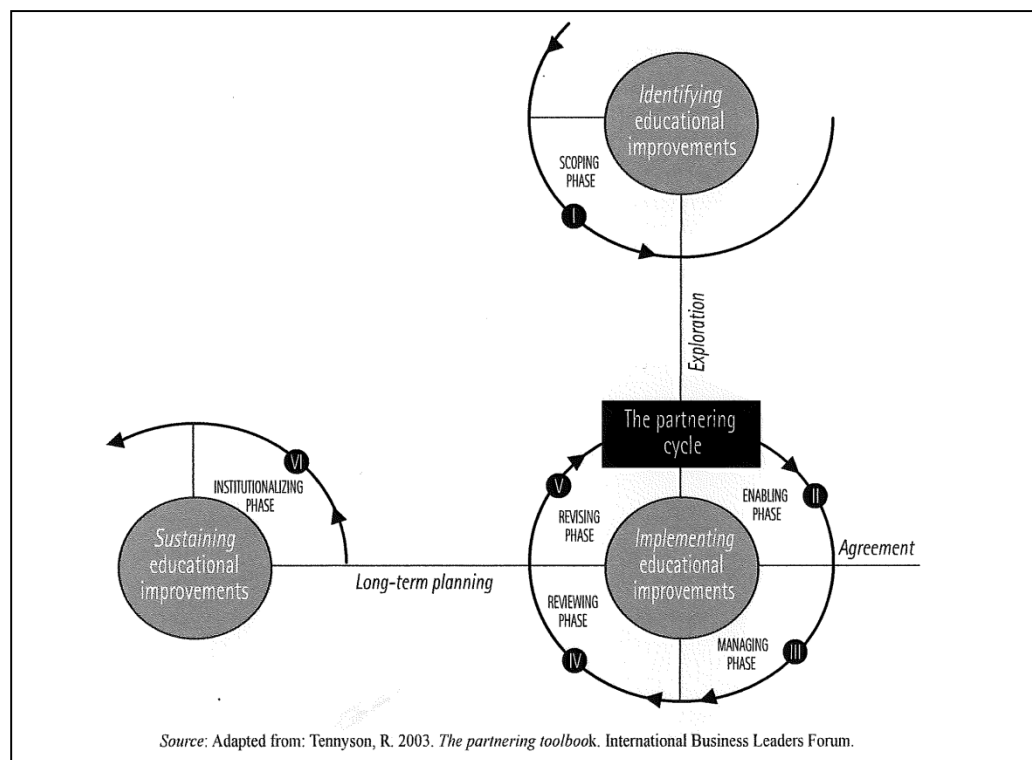 Identifying
educational
improvements
SCOPING
PHASE
I
Exploration
The partnering
cycle
VI
INSTITUTIONALIZING
PHASE
Sustaining
educational
improvements
Long-term planning
V
REVISING
PHASE
ENABLING
PHASE
II
Implementing
educational
improvements
Agreement
REVIEWING
PHASE
IV
MANAGING
PHASE
III
Source: Adapted from: Tennyson, R. 2003. The partnering toolbook. International Business Leaders Forum.